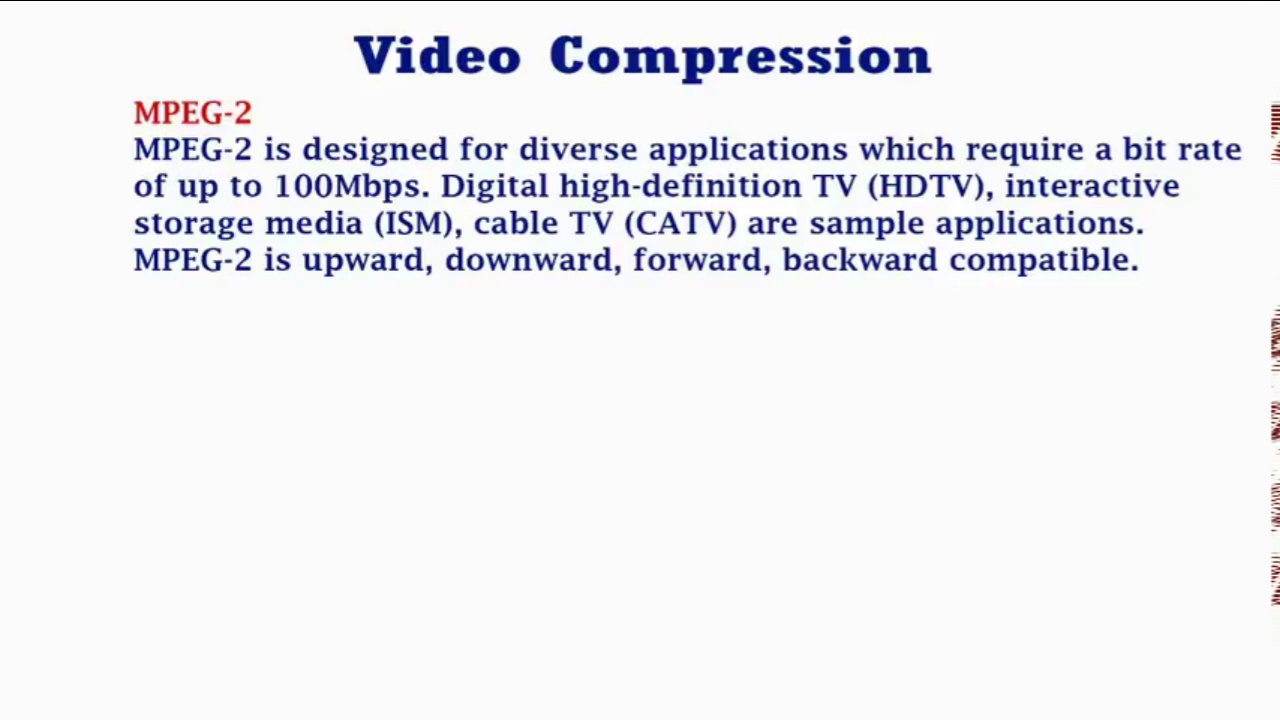 Video Compression
MPEG-2
MPEG-2 is designed for diverse applications which require a bit rate
of up to 100Mbps. Digital high-definition TV (HDTV), interactive
storage media (ISM), cable TV (CATV) are sample applications.
MPEG-2 is upward, downward, forward, backward compatible.